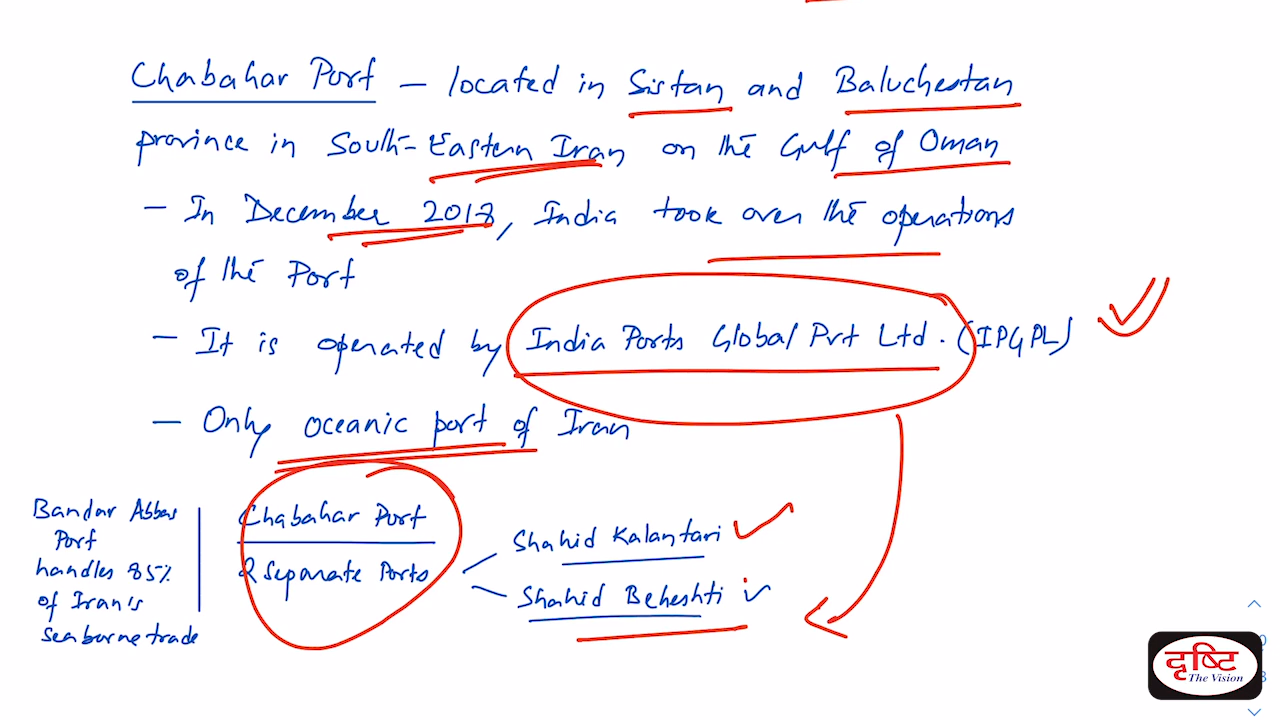 Chabahar Port – located in Sistan and Baluchestan
province in South-Eastern Iran on the Gulf of Oman
– In December 2018, India took over the operations
of the Port
– It is operated by India Ports Global Pvt Ltd. (IPGPL)
– Only oceanic port of Iran
Bandar Abbas
Port
handles 85%
of Iran's
seaborne trade
Chabahar Port
2 Separate Ports
Shahid Kalantari
Shahid Beheshti
दृष्टि
The Vision